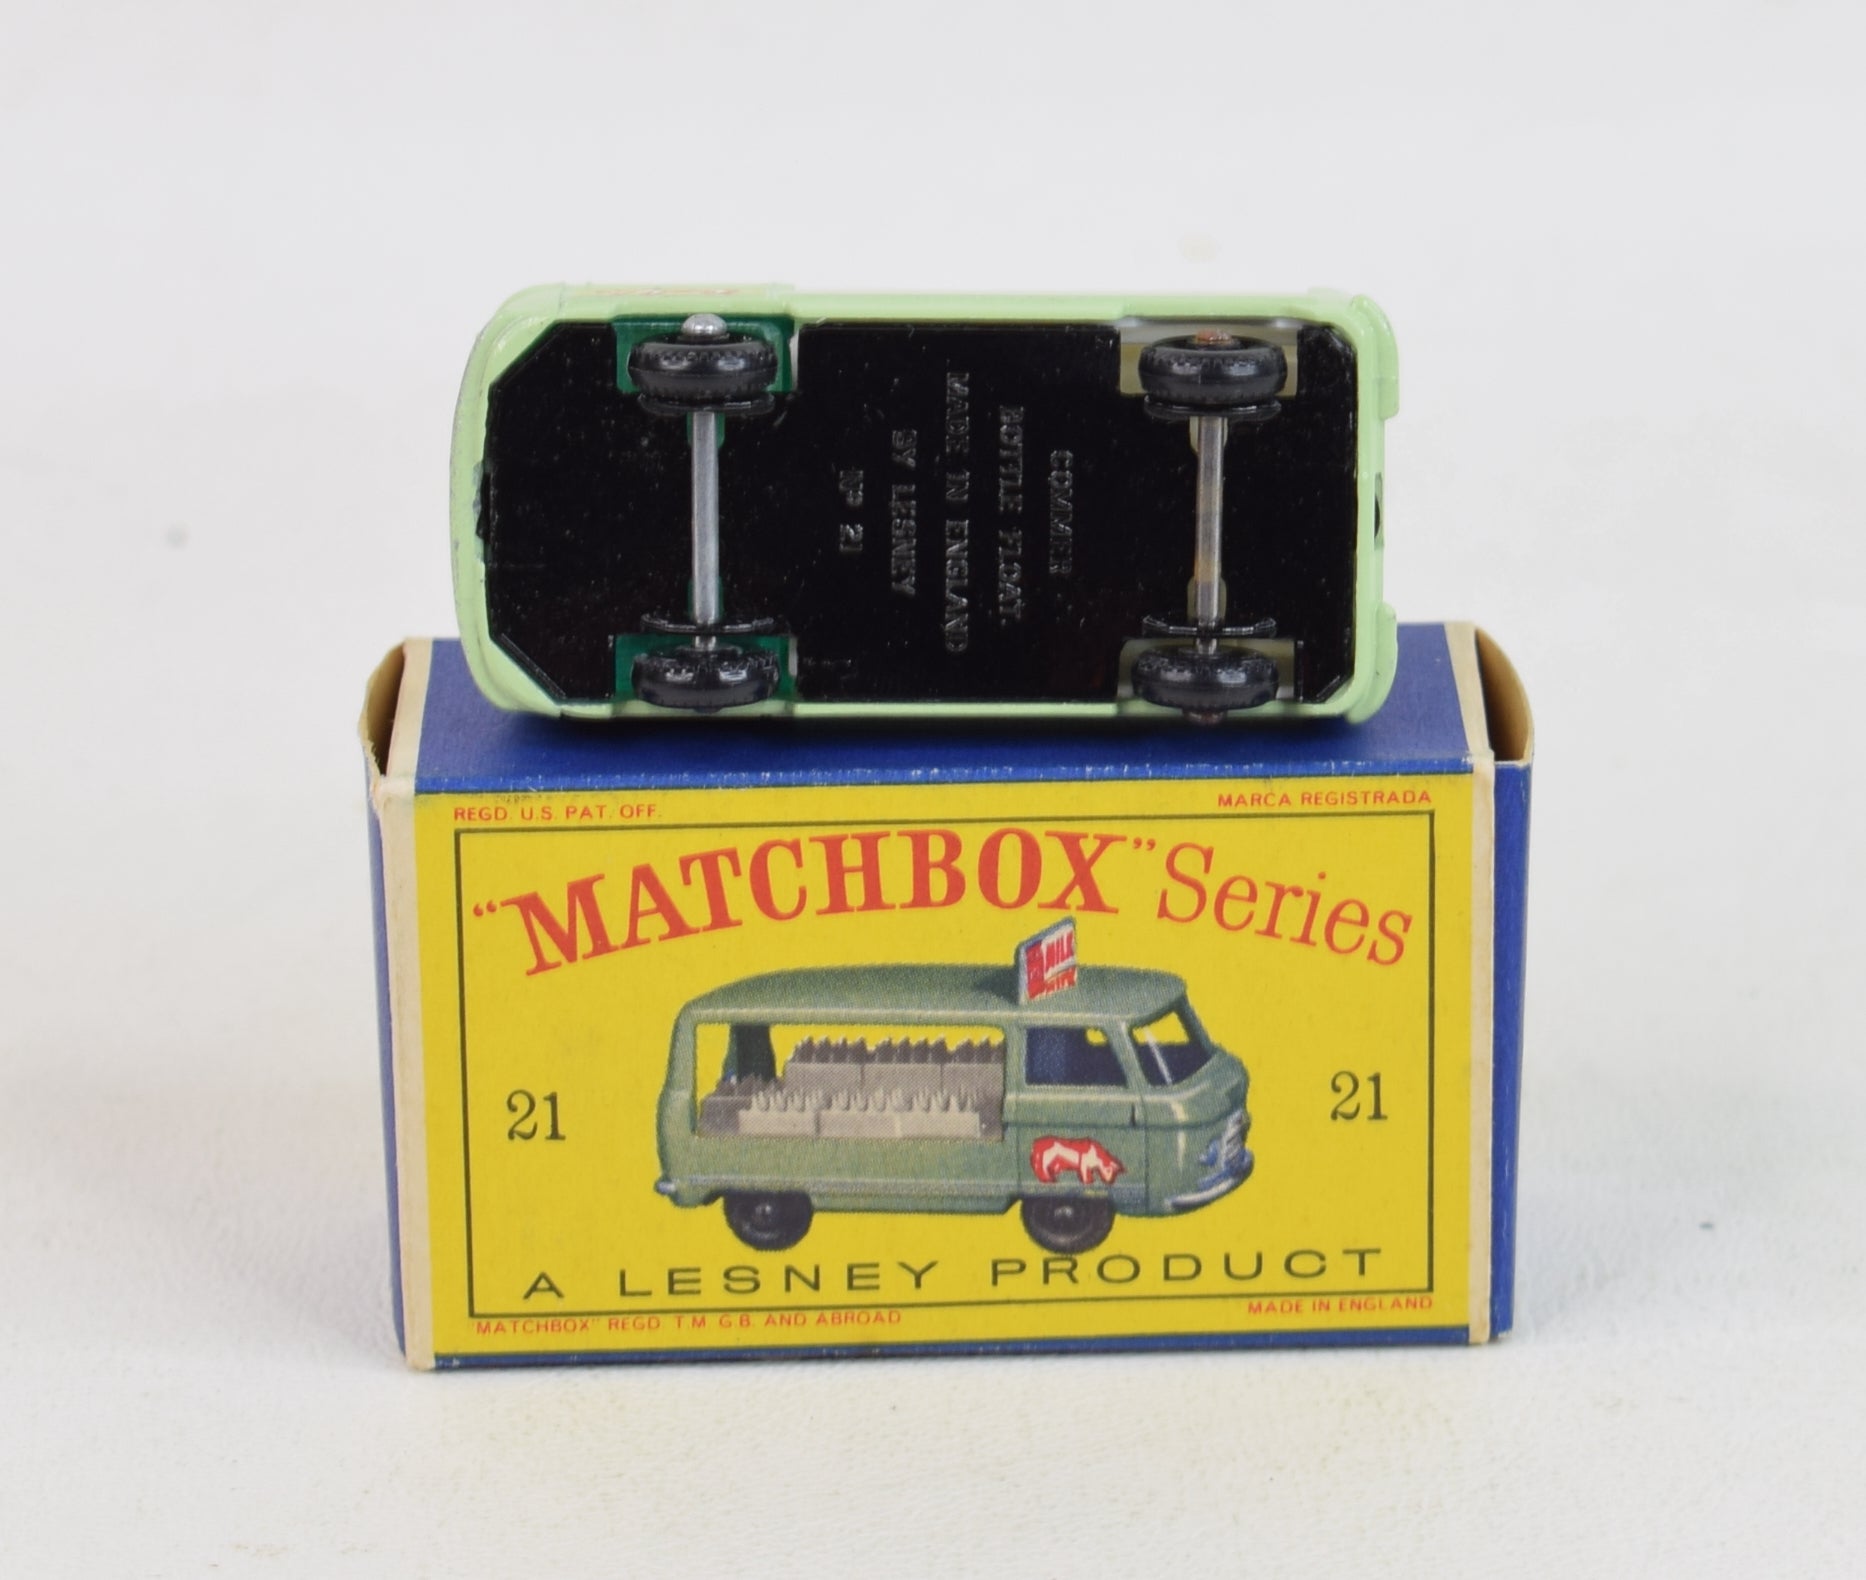 COMMER
BOTTLE FLOAT.
MADE IN ENGLAND
BY LESNEY
Nº 21
REGD. U.S. PAT. OFF.
MARCA REGISTRADA
"MATCHBOX" Series
MILK
21
21
A LESNEY PRODUCT
"MATCHBOX" REGD T.M G.B. AND ABROAD
MADE IN ENGLAND